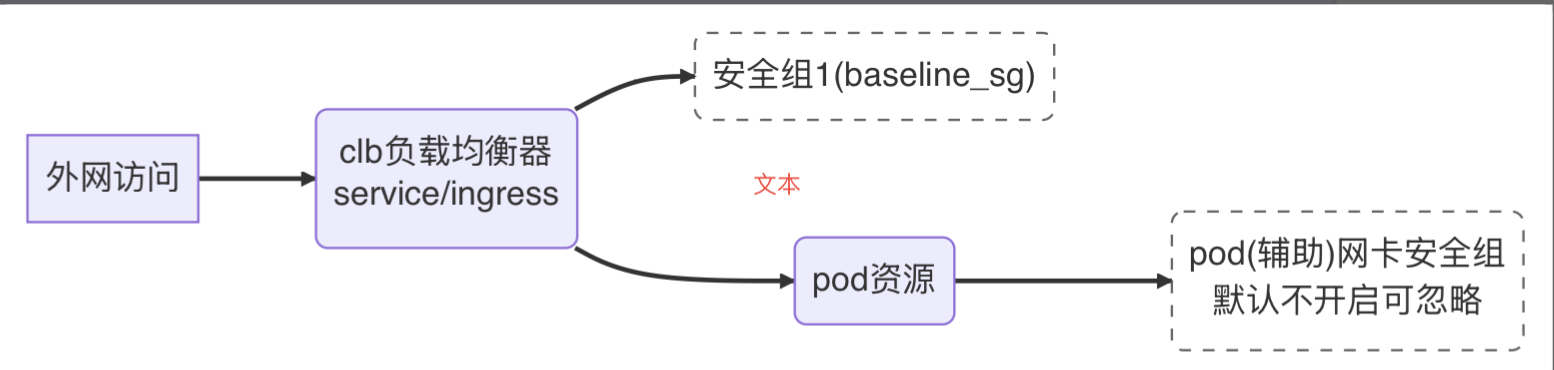 外网访问
clb负载均衡器
service/ingress
安全组1(baseline_sg)
文本
pod资源
pod(辅助)网卡安全组
默认不开启可忽略